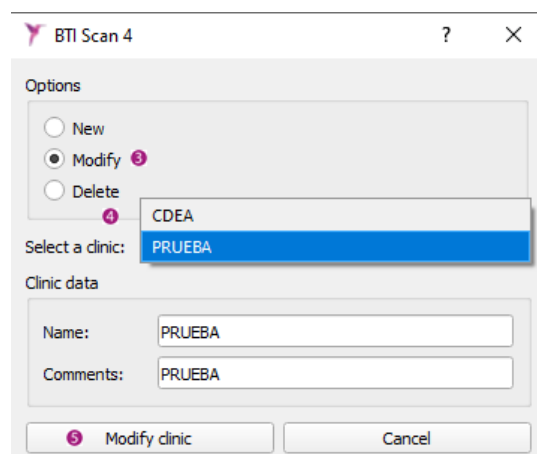 BTI Scan 4 ? X
Options
New
Modify 3
Delete
4
CDEA
Select a clinic: PRUEBA
Clinic data
Name: PRUEBA
Comments: PRUEBA
5 Modify clinic Cancel